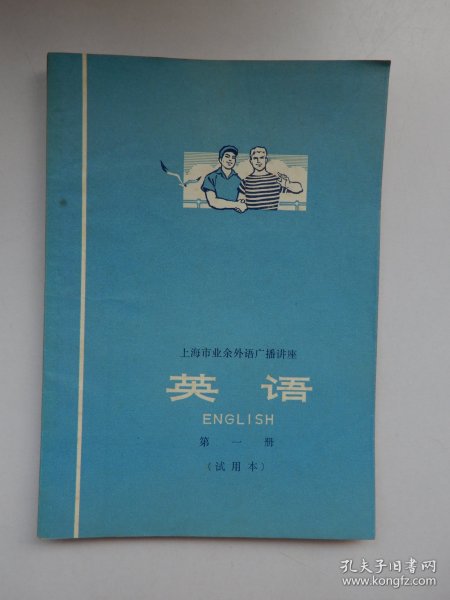 上海市业余外语广播讲座
英语
ENGLISH
第一册
（试用本）
孔夫子旧书网
www.kongfz.com